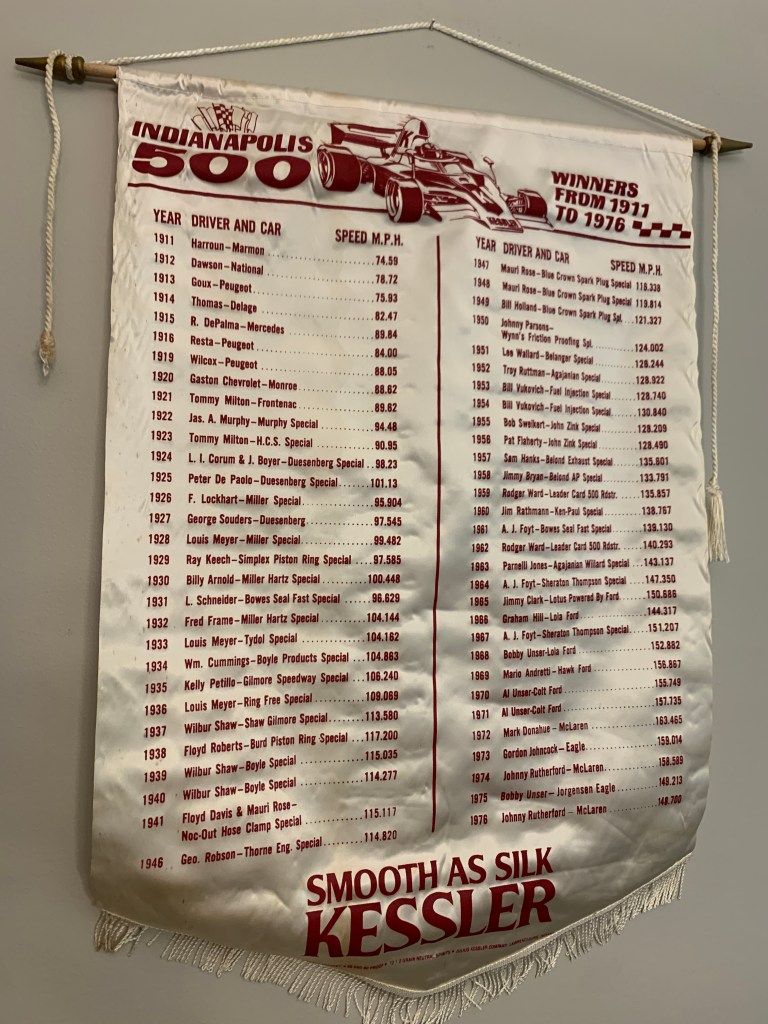 INDIANAPOLIS
500
WINNERS
FROM 1911
TO 1976
YEAR DRIVER AND CAR SPEED M.P.H.
1911 Harroun–Marmon 74.59
1912 Dawson–National 78.72
1913 Goux–Peugeot 75.93
1914 Thomas–Delage 82.47
1915 R. DePalma–Mercedes 89.84
1916 Resta–Peugeot 84.00
1919 Wilcox–Peugeot 88.05
1920 Gaston Chevrolet–Monroe 88.62
1921 Tommy Milton–Frontenac 89.62
1922 Jas. A. Murphy–Murphy Special 94.48
1923 Tommy Milton–H.C.S. Special 90.95
1924 L. I. Corum & J. Boyer–Duesenberg Special 98.23
1925 Peter De Paolo–Duesenberg Special 101.13
1926 F. Lockhart–Miller Special 95.904
1927 George Souders–Duesenberg 97.545
1928 Louis Meyer–Miller Special 99.482
1929 Ray Keech–Simplex Piston Ring Special 97.585
1930 Billy Arnold–Miller Hartz Special 100.448
1931 L. Schneider–Bowes Seal Fast Special 96.629
1932 Fred Frame–Miller Hartz Special 104.144
1933 Louis Meyer–Tydol Special 104.162
1934 Wm. Cummings–Boyle Products Special 104.863
1935 Kelly Petillo–Gilmore Speedway Special 106.240
1936 Louis Meyer–Ring Free Special 109.069
1937 Wilbur Shaw–Shaw Gilmore Special 113.580
1938 Floyd Roberts–Burd Piston Ring Special 117.200
1939 Wilbur Shaw–Boyle Special 115.035
1940 Wilbur Shaw–Boyle Special 114.277
1941 Floyd Davis & Mauri Rose–
Noc-Out Hose Clamp Special 115.117
1946 Geo. Robson–Thorne Eng. Special 114.820
YEAR DRIVER AND CAR SPEED M.P.H.
1947 Mauri Rose–Blue Crown Spark Plug Special 116.338
1948 Mauri Rose–Blue Crown Spark Plug Special 119.814
1949 Bill Holland–Blue Crown Spark Plug Spl. 121.327
1950 Johnny Parsons–
Wynn's Friction Proofing Spl. 124.002
1951 Lee Wallard–Belanger Special 126.244
1952 Troy Ruttman–Agajanian Special 128.922
1953 Bill Vukovich–Fuel Injection Special 128.740
1954 Bill Vukovich–Fuel Injection Special 130.840
1955 Bob Sweikert–John Zink Special 128.209
1956 Pat Flaherty–John Zink Special 128.490
1957 Sam Hanks–Belond Exhaust Special 135.601
1958 Jimmy Bryan–Belond AP Special 133.791
1959 Rodger Ward–Leader Card 500 Rdstr. 135.857
1960 Jim Rathmann–Ken-Paul Special 138.767
1961 A. J. Foyt–Bowes Seal Fast Special 139.130
1962 Rodger Ward–Leader Card 500 Rdstr. 140.293
1963 Parnelli Jones–Agajanian Willard Special 143.137
1964 A. J. Foyt–Sheraton Thompson Special 147.350
1965 Jimmy Clark–Lotus Powered By Ford 150.686
1966 Graham Hill–Lola Ford 144.317
1967 A. J. Foyt–Sheraton Thompson Special 151.207
1968 Bobby Unser-Lola Ford 152.882
1969 Mario Andretti–Hawk Ford 156.867
1970 Al Unser-Colt Ford 155.749
1971 Al Unser-Colt Ford 157.735
1972 Mark Donahue–McLaren 163.465
1973 Gordon Johncock–Eagle 159.014
1974 Johnny Rutherford–McLaren 158.589
1975 Bobby Unser–Jorgensen Eagle 149.213
1976 Johnny Rutherford–McLaren 148.700
SMOOTH AS SILK
KESSLER
GRAIN NEUTRAL SPIRITS JULIUS KESSLER COMPANY,